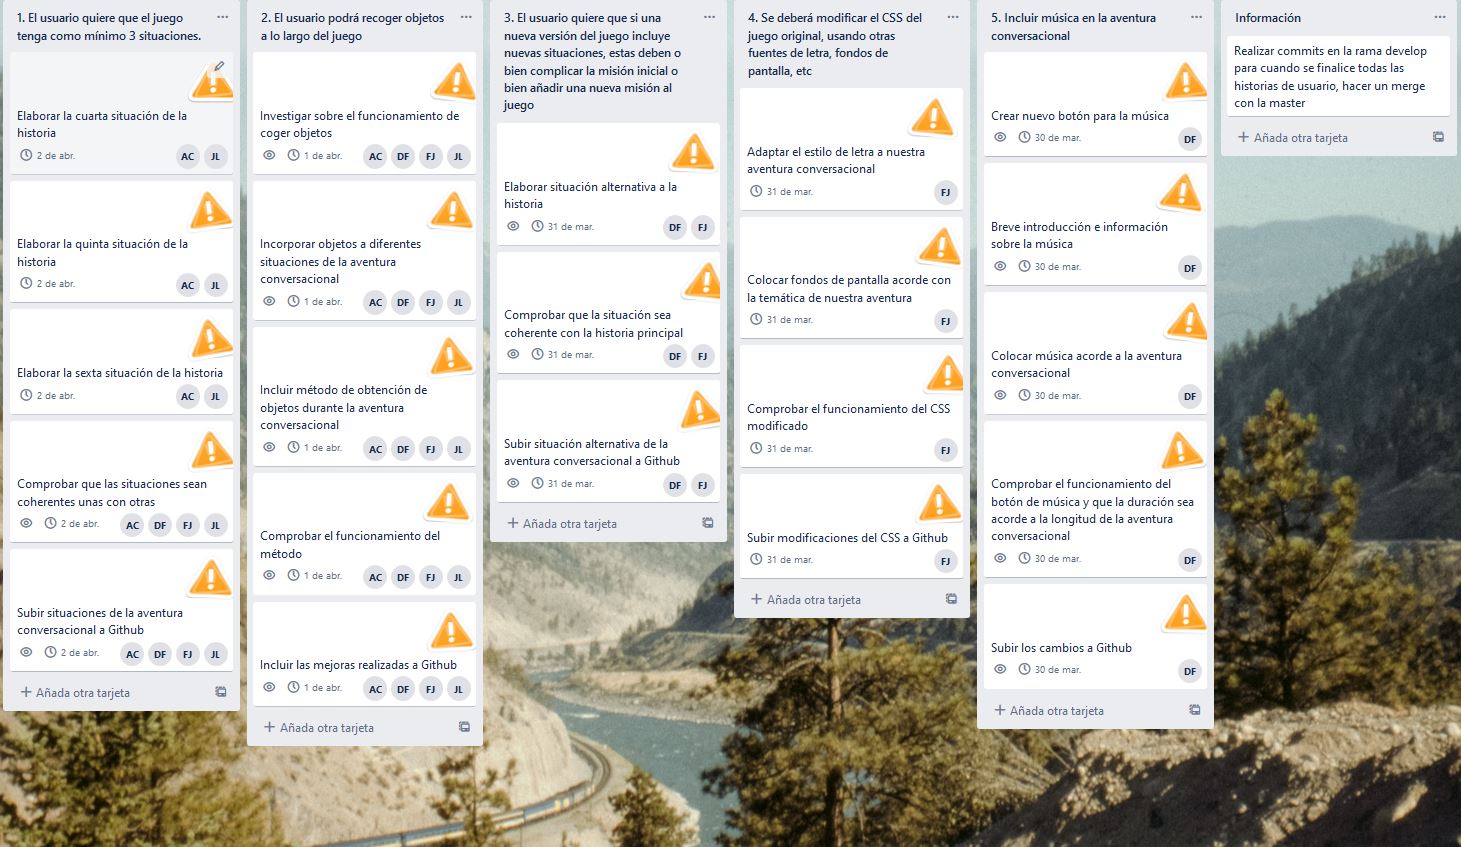 1. El usuario quiere que el juego
tenga como mínimo 3 situaciones.
Elaborar la cuarta situación de la
historia
2 de abr.
AC JL
Elaborar la quinta situación de la
historia
2 de abr.
AC JL
Elaborar la sexta situación de la historia
2 de abr.
AC JL
Comprobar que las situaciones sean
coherentes unas con otras
2 de abr.
AC DF FJ JL
Subir situaciones de la aventura
conversacional a Github
2 de abr.
AC DF FJ JL
+ Añada otra tarjeta
2. El usuario podrá recoger objetos
a lo largo del juego
Investigar sobre el funcionamiento de
coger objetos
1 de abr.
AC DF FJ JL
Incorporar objetos a diferentes
situaciones de la aventura
conversacional
1 de abr.
AC DF FJ JL
Incluir método de obtención de
objetos durante la aventura
conversacional
1 de abr.
AC DF FJ JL
Comprobar el funcionamiento del
método
1 de abr.
AC DF FJ JL
Incluir las mejoras realizadas a Github
1 de abr.
AC DF FJ JL
+ Añada otra tarjeta
3. El usuario quiere que si una
nueva versión del juego incluye
nuevas situaciones, estas deben o
bien complicar la misión inicial o
bien añadir una nueva misión al
juego
Elaborar situación alternativa a la
historia
31 de mar.
DF FJ
Comprobar que la situación sea
coherente con la historia principal
31 de mar.
DF FJ
Subir situación alternativa de la
aventura conversacional a Github
31 de mar.
DF FJ
+ Añada otra tarjeta
4. Se deberá modificar el CSS del
juego original, usando otras
fuentes de letra, fondos de
pantalla, etc
Adaptar el estilo de letra a nuestra
aventura conversacional
31 de mar.
FJ
Colocar fondos de pantalla acorde con
la temática de nuestra aventura
31 de mar.
FJ
Comprobar el funcionamiento del CSS
modificado
31 de mar.
FJ
Subir modificaciones del CSS a Github
31 de mar.
FJ
+ Añada otra tarjeta
5. Incluir música en la aventura
conversacional
Crear nuevo botón para la música
30 de mar.
DF
Breve introducción e información
sobre la música
30 de mar.
DF
Colocar música acorde a la aventura
conversacional
30 de mar.
DF
Comprobar el funcionamiento del
botón de música y que la duración sea
acorde a la longitud de la aventura
conversacional
30 de mar.
DF
Subir los cambios a Github
30 de mar.
DF
+ Añada otra tarjeta
Información
Realizar commits en la rama develop
para cuando se finalice todas las
historias de usuario, hacer un merge
con la master
+ Añada otra tarjeta